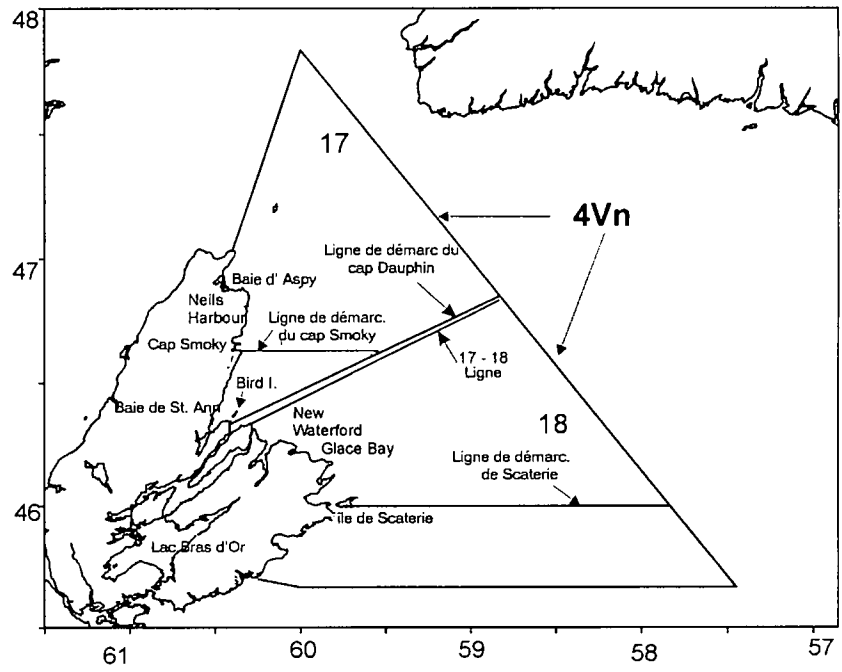 48
17
4Vn
Ligne de démarc du
cap Dauphin
47
Baie d' Aspy
Neils
Harbour
Ligne de démarc.
du cap Smoky
Cap Smoky
17 - 18
Ligne
Bird I.
Baie de St. Ann
New
Waterford
18
Glace Bay
Ligne de démarc.
de Scaterie
46
île de Scaterie
Lac Bras d'Or
61
60
59
58
57